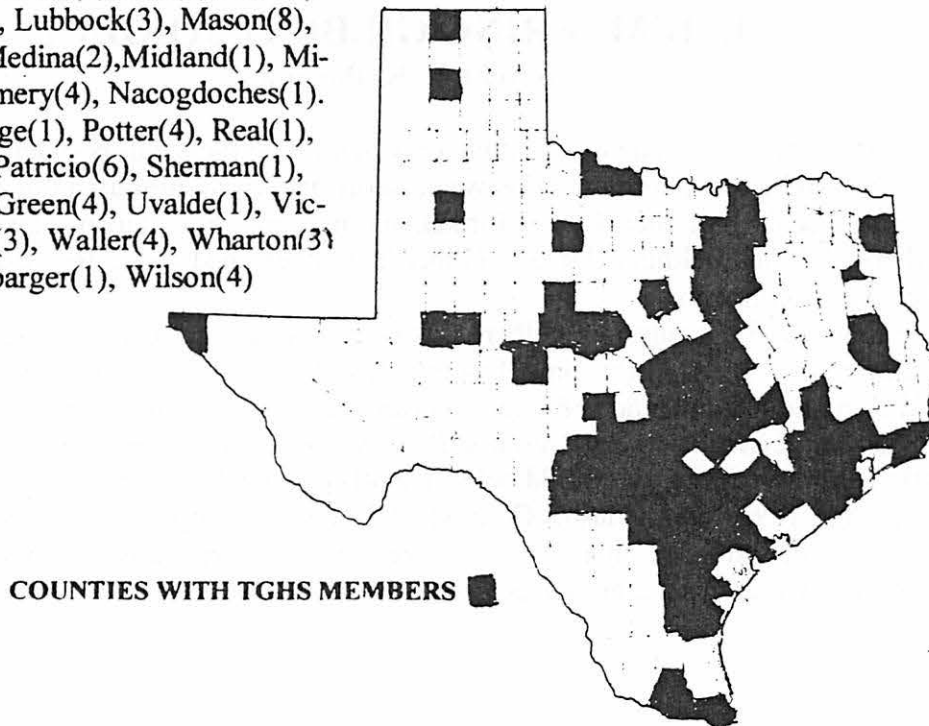 , Lubbock(3), Mason(8),
Medina(2),Midland(1), Mi-
mery(4), Nacogdoches(1).
ge(1), Potter(4), Real(1),
Patricio(6), Sherman(1),
Green(4), Uvalde(1), Vic-
(3), Waller(4), Wharton(3)
barger(1), Wilson(4)
COUNTIES WITH TGHS MEMBERS